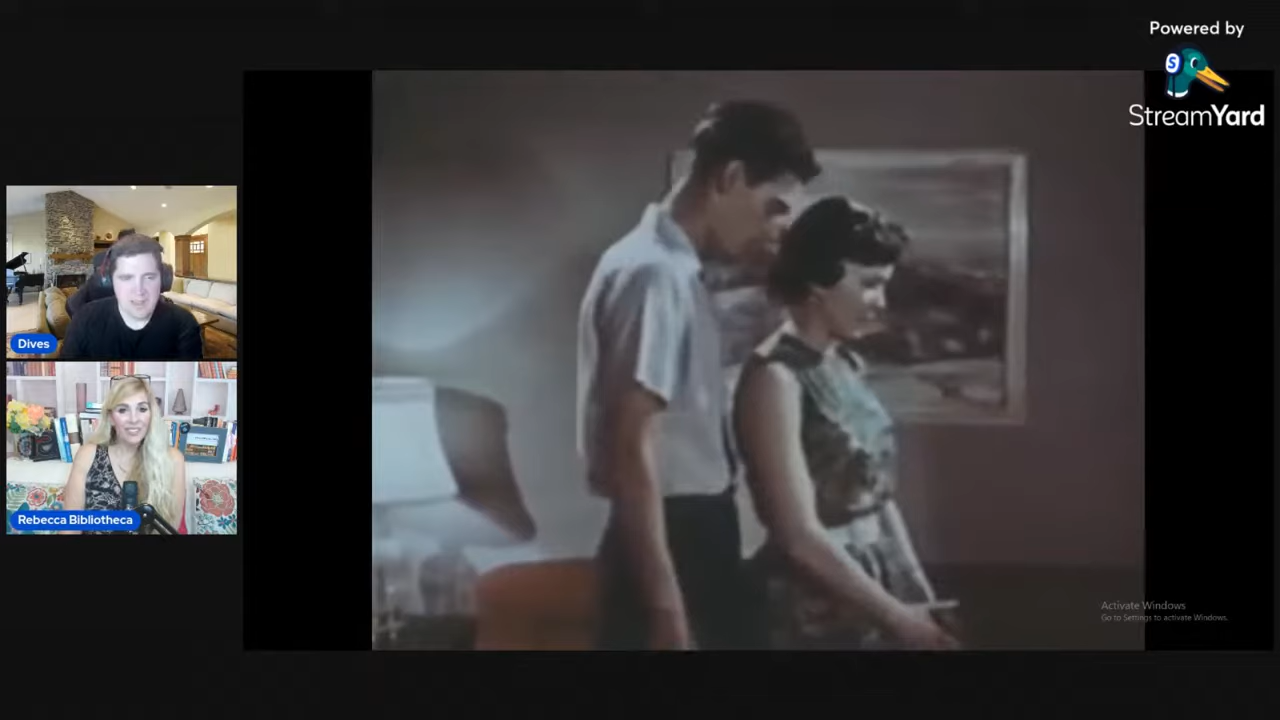 Powered by
S
StreamYard
Dives
Rebecca Bibliotheca
Activate Windows
Go to Settings to activate Windows.